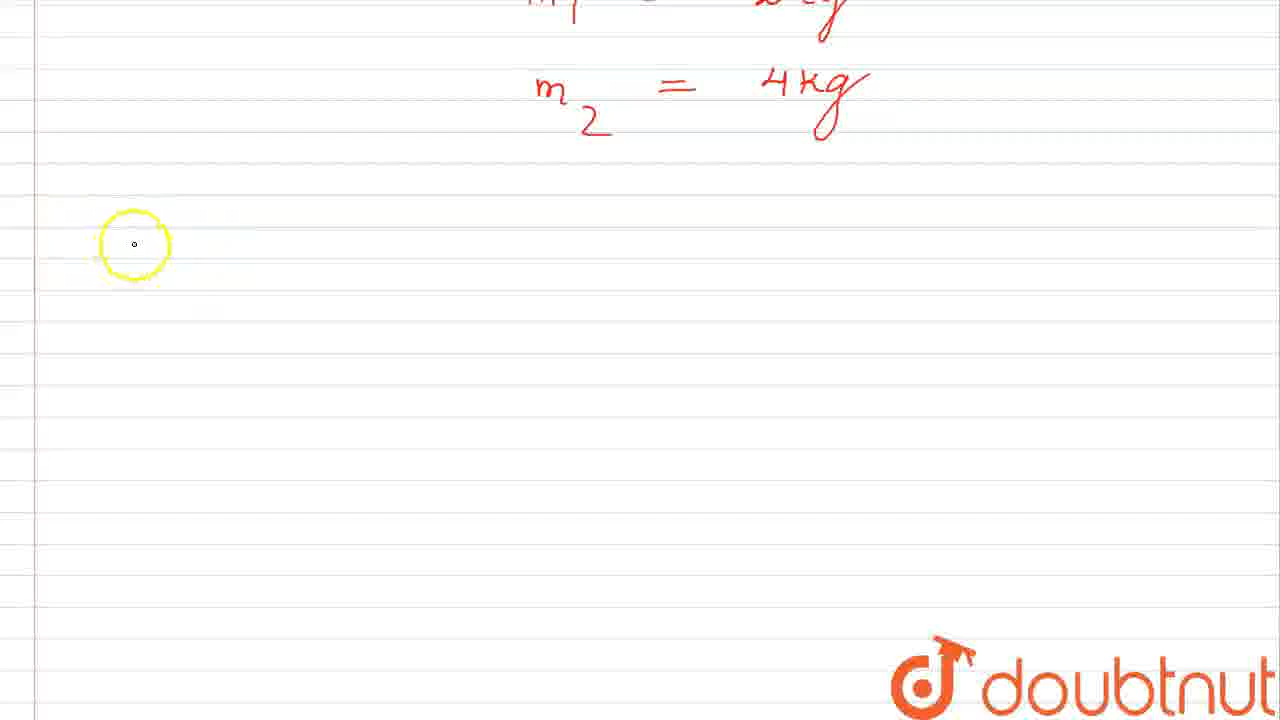 m₂ = 4kg
doubtnut